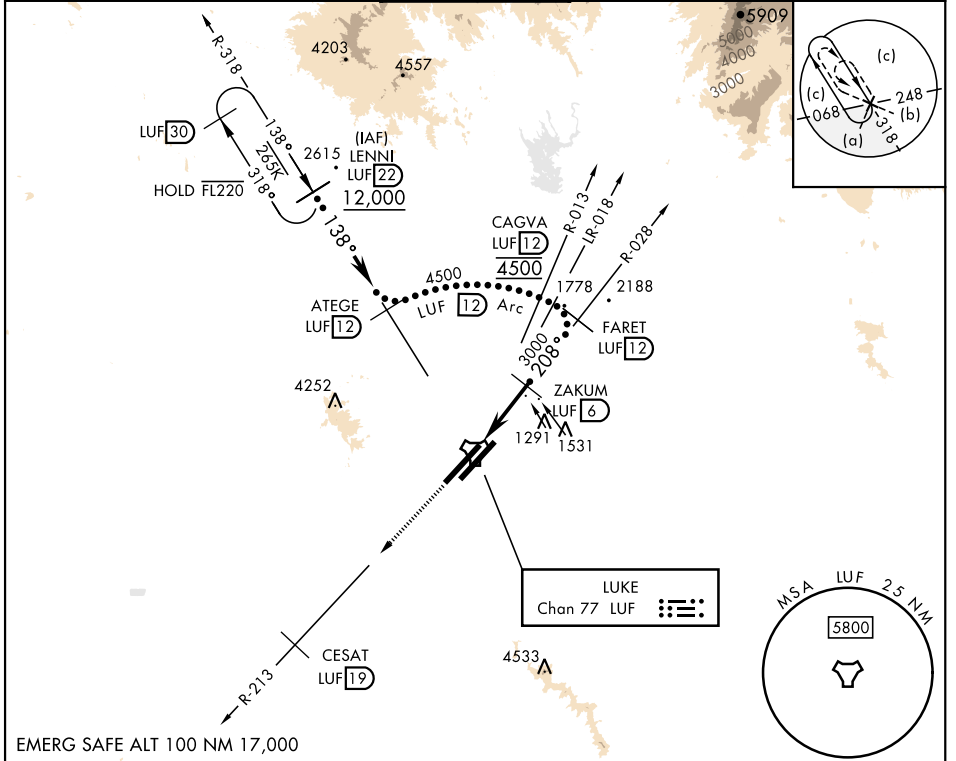 5909
5000
4000
3000
4203
4557
R-318
LUF 30
138°
265K
318°
HOLD FL220
2615
(IAF)
LENNI
LUF 22
12,000
138°
(c)
(c)
248
068
(b)
(a)
318
CAGVA
LUF 12
4500
R-013
LR-018
R-028
4500
LUF 12 Arc
1778
2188
ATEGE
LUF 12
FARET
LUF 12
3000
208°
ZAKUM
LUF 6
4252
1291
1531
LUKE
Chan 77 LUF
MSA LUF 25 NM
5800
CESAT
LUF 19
R-213
4533
EMERG SAFE ALT 100 NM 17,000